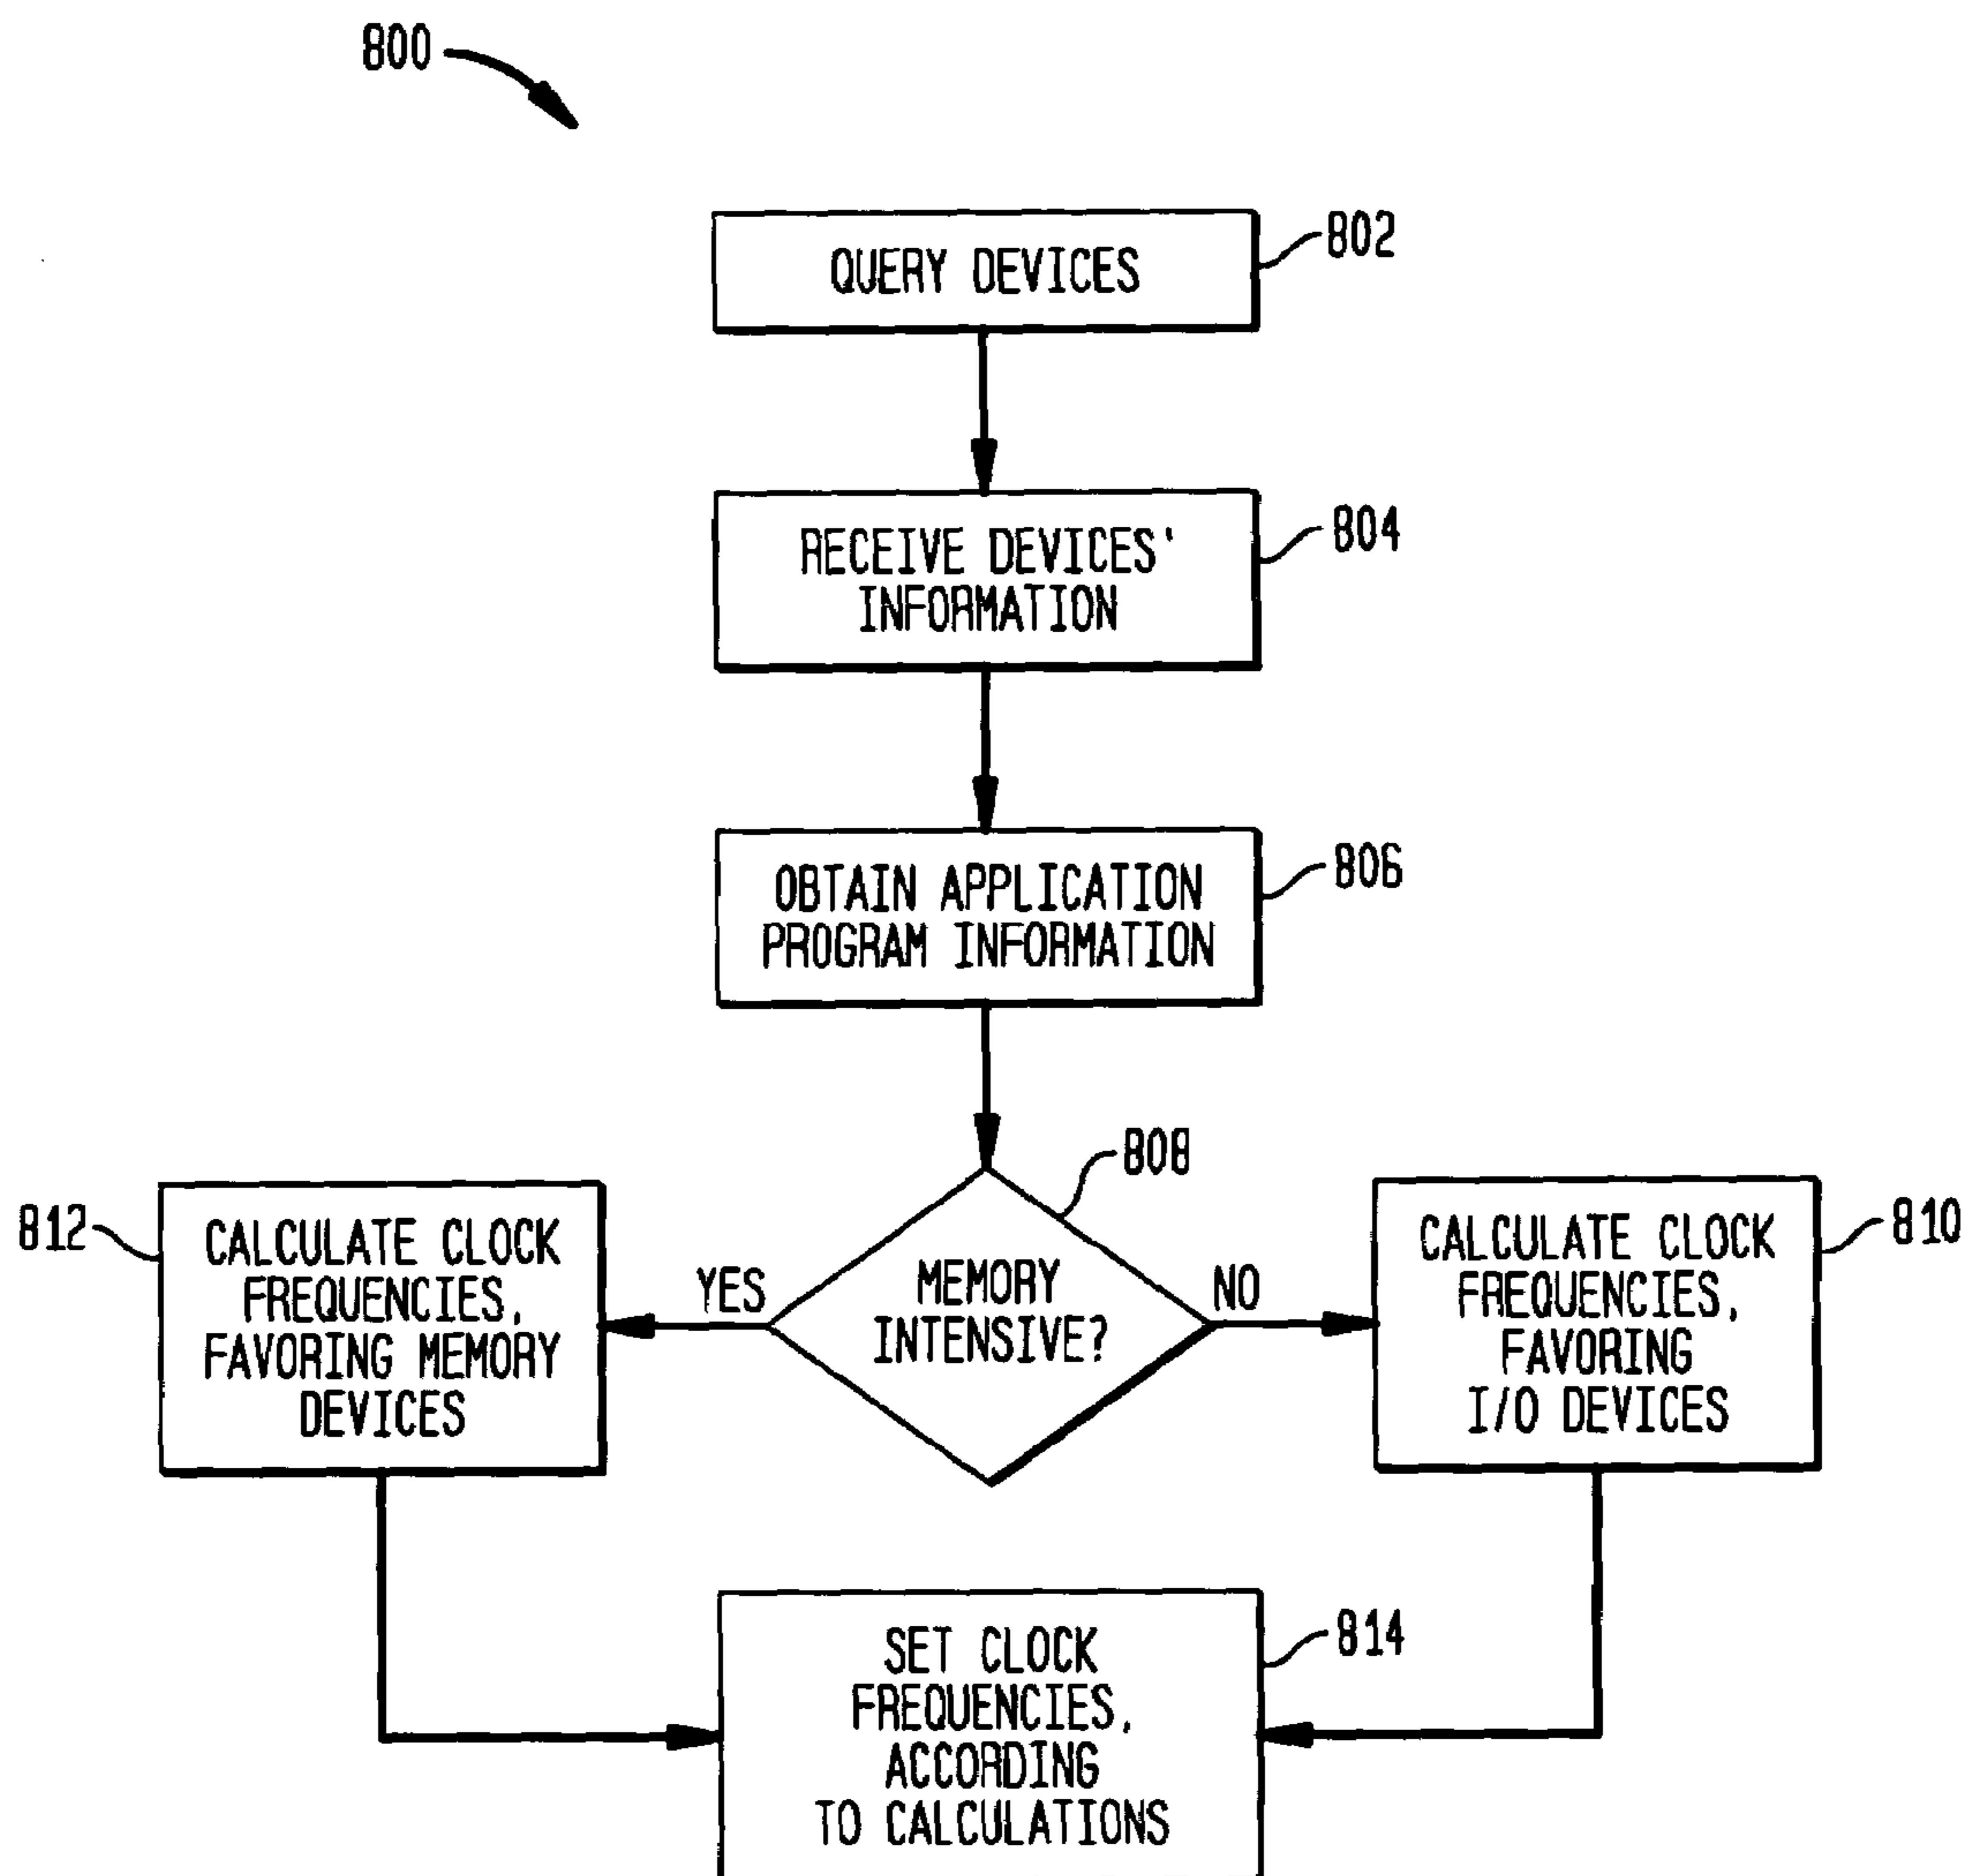 800
QUERY DEVICES
802
RECEIVE DEVICES'
INFORMATION
804
OBTAIN APPLICATION
PROGRAM INFORMATION
806
808
MEMORY
INTENSIVE?
YES
NO
812
CALCULATE CLOCK
FREQUENCIES,
FAVORING MEMORY
DEVICES
CALCULATE CLOCK
FREQUENCIES,
FAVORING
I/O DEVICES
810
SET CLOCK
FREQUENCIES,
ACCORDING
TO CALCULATIONS
814